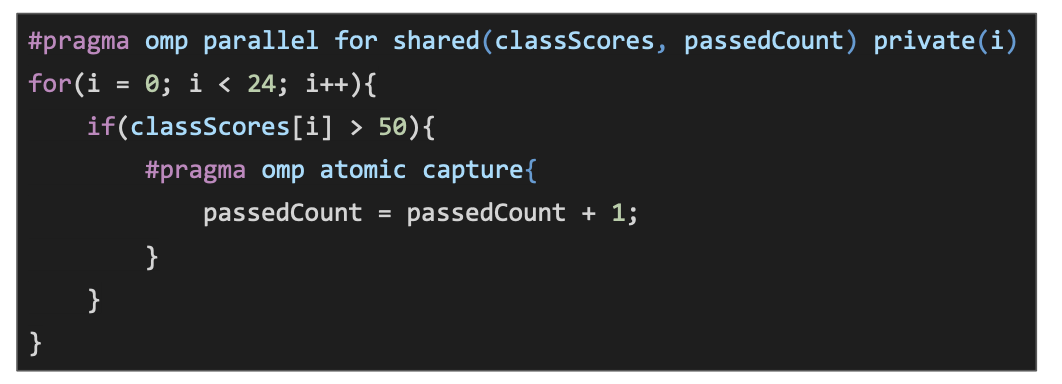 #pragma omp parallel for shared(classScores, passedCount) private(i)
for(i = 0; i < 24; i++){
    if(classScores[i] > 50){
        #pragma omp atomic capture{
            passedCount = passedCount + 1;
        }
    }
}